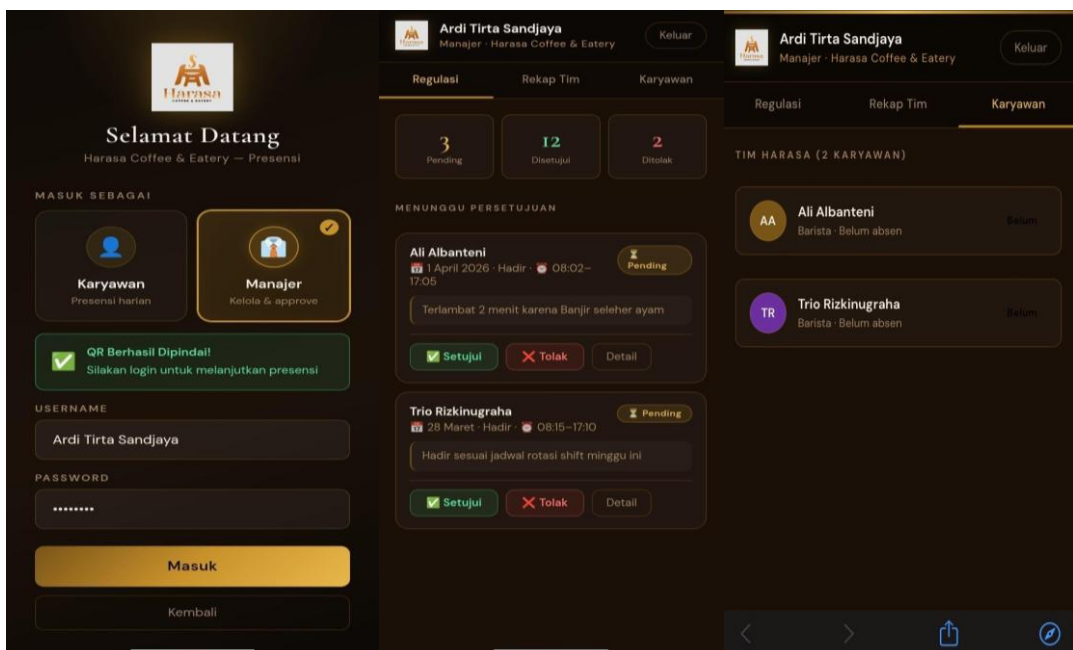 Harasa
COFFEE & EATERY
Selamat Datang
Harasa Coffee & Eatery — Presensi
MASUK SEBAGAI
Karyawan
Presensi harian
Manajer
Kelola & approve
QR Berhasil Dipindai!
Silakan login untuk melanjutkan presensi
USERNAME
Ardi Tirta Sandjaya
PASSWORD
••••••••
Masuk
Kembali
Ardi Tirta Sandjaya
Manajer · Harasa Coffee & Eatery
Keluar
Regulasi Rekap Tim Karyawan
3
Pending
12
Disetujui
2
Ditolak
MENUNGGU PERSETUJUAN
Ali Albanteni
1 April 2026 · Hadir · 08:02–
17:05
Pending
Terlambat 2 menit karena Banjir seleher ayam
Setujui Tolak Detail
Trio Rizkinugraha
28 Maret · Hadir · 08:15–17:10
Pending
Hadir sesuai jadwal rotasi shift minggu ini
Setujui Tolak Detail
Ardi Tirta Sandjaya
Manajer · Harasa Coffee & Eatery
Keluar
Regulasi Rekap Tim Karyawan
TIM HARASA (2 KARYAWAN)
AA
Ali Albanteni
Barista · Belum absen
Belum
TR
Trio Rizkinugraha
Barista · Belum absen
Belum